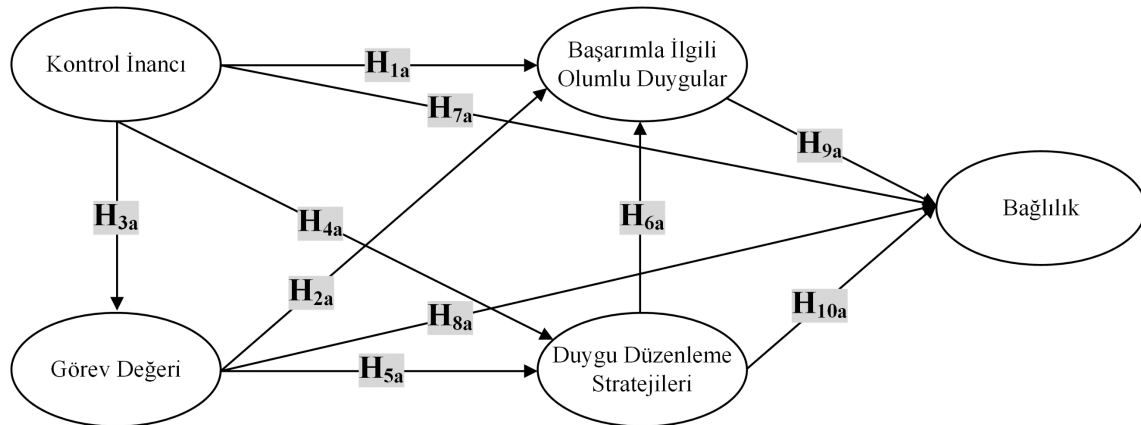 Kontrol İnancı
H1a
Başarımla İlgili
Olumlu Duygular
H7a
H9a
H3a
H4a
H6a
Bağlılık
H2a
H8a
H10a
Görev Değeri
H5a
Duygu Düzenleme
Stratejileri